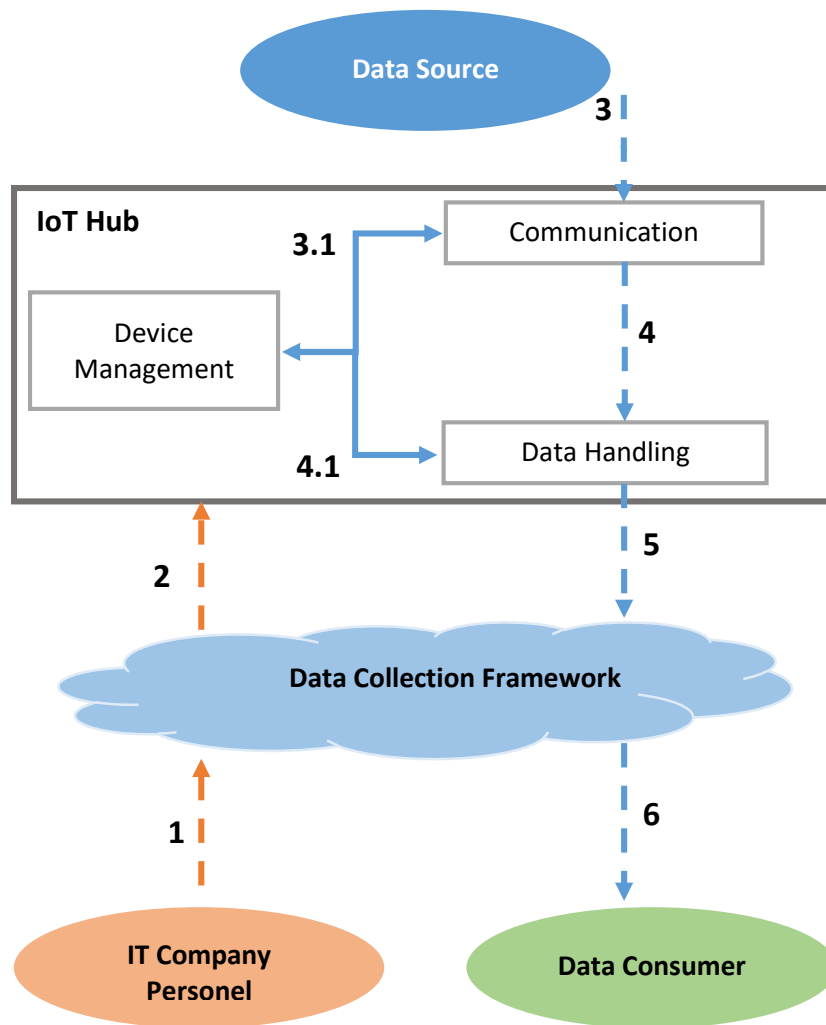 Data Source
3
IoT Hub
Communication
3.1
Device
Management
4
4.1
Data Handling
2
5
Data Collection Framework
1
6
IT Company
Personel
Data Consumer